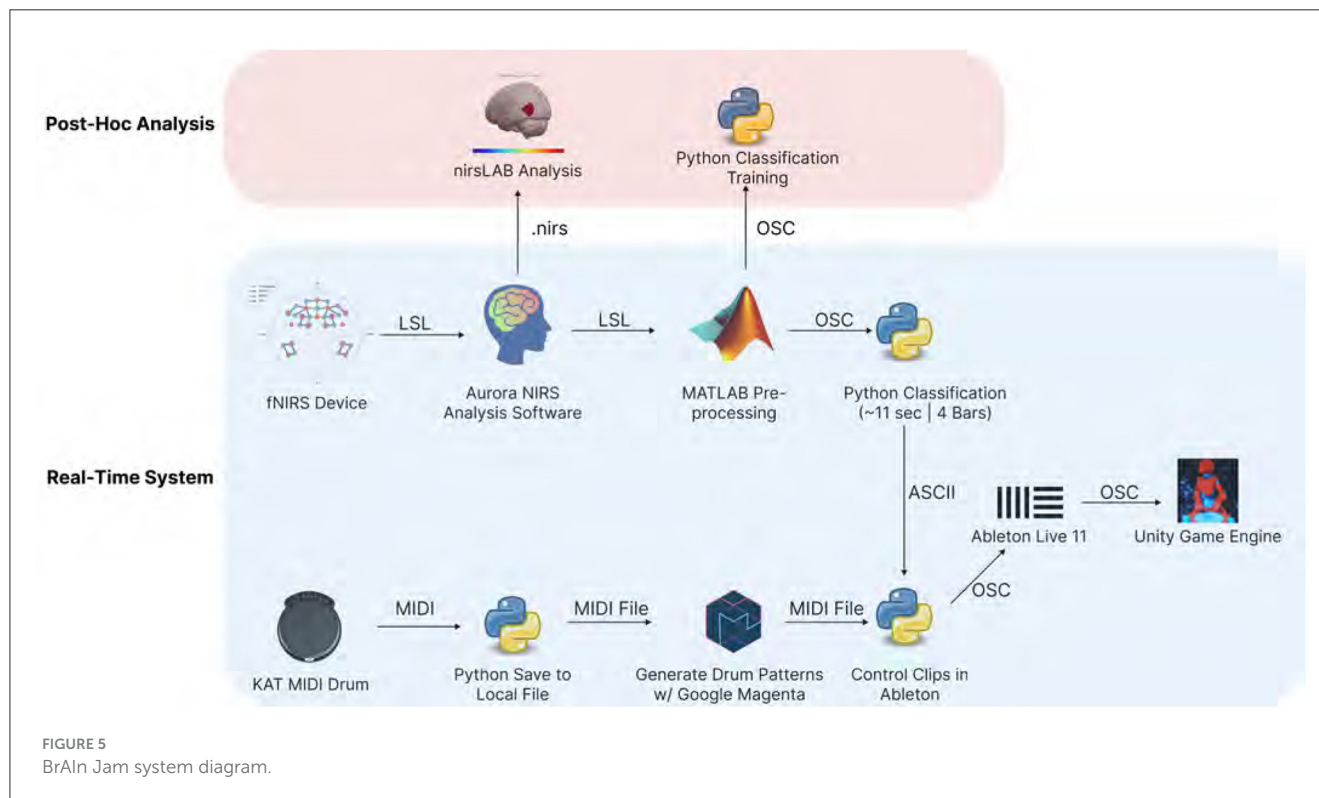 Post-Hoc Analysis
nirsLAB Analysis
Python Classification
Training
.nirs
OSC
LSL
LSL
OSC
fNIRS Device
Aurora NIRS
Analysis Software
MATLAB Pre-
processing
Python Classification
(~11 sec | 4 Bars)
Real-Time System
ASCII
OSC
Ableton Live 11
Unity Game Engine
OSC
MIDI
MIDI File
MIDI File
KAT MIDI Drum
Python Save to
Local File
Generate Drum Patterns
w/ Google Magenta
Control Clips in
Ableton
FIGURE 5
BrAIn Jam system diagram.